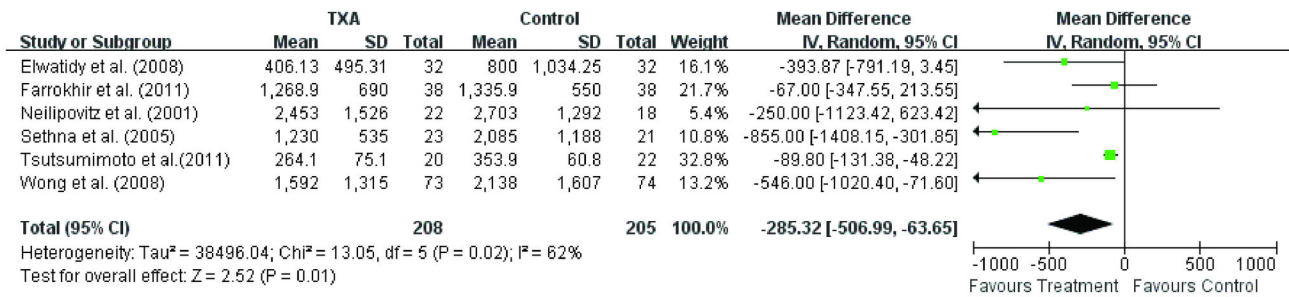 TXA Control Mean Difference Mean Difference
Study or Subgroup Mean SD Total Mean SD Total Weight IV, Random, 95% CI IV, Random, 95% CI
Elwatidy et al. (2008) 406.13 495.31 32 800 1,034.25 32 16.1% -393.87 [-791.19, 3.45]
Farrokhir et al. (2011) 1,268.9 690 38 1,335.9 550 38 21.7% -67.00 [-347.55, 213.55]
Neilipovitz et al. (2001) 2,453 1,526 22 2,703 1,292 18 5.4% -250.00 [-1123.42, 623.42]
Sethna et al. (2005) 1,230 535 23 2,085 1,188 21 10.8% -855.00 [-1408.15, -301.85]
Tsutsumimoto et al.(2011) 264.1 75.1 20 353.9 60.8 22 32.8% -89.80 [-131.38, -48.22]
Wong et al. (2008) 1,592 1,315 73 2,138 1,607 74 13.2% -546.00 [-1020.40, -71.60]
Total (95% CI) 208 205 100.0% -285.32 [-506.99, -63.65]
Heterogeneity: Tau² = 38496.04; Chi² = 13.05, df = 5 (P = 0.02); I² = 62%
Test for overall effect: Z = 2.52 (P = 0.01)
-1000 -500 0 500 1000
Favours Treatment Favours Control